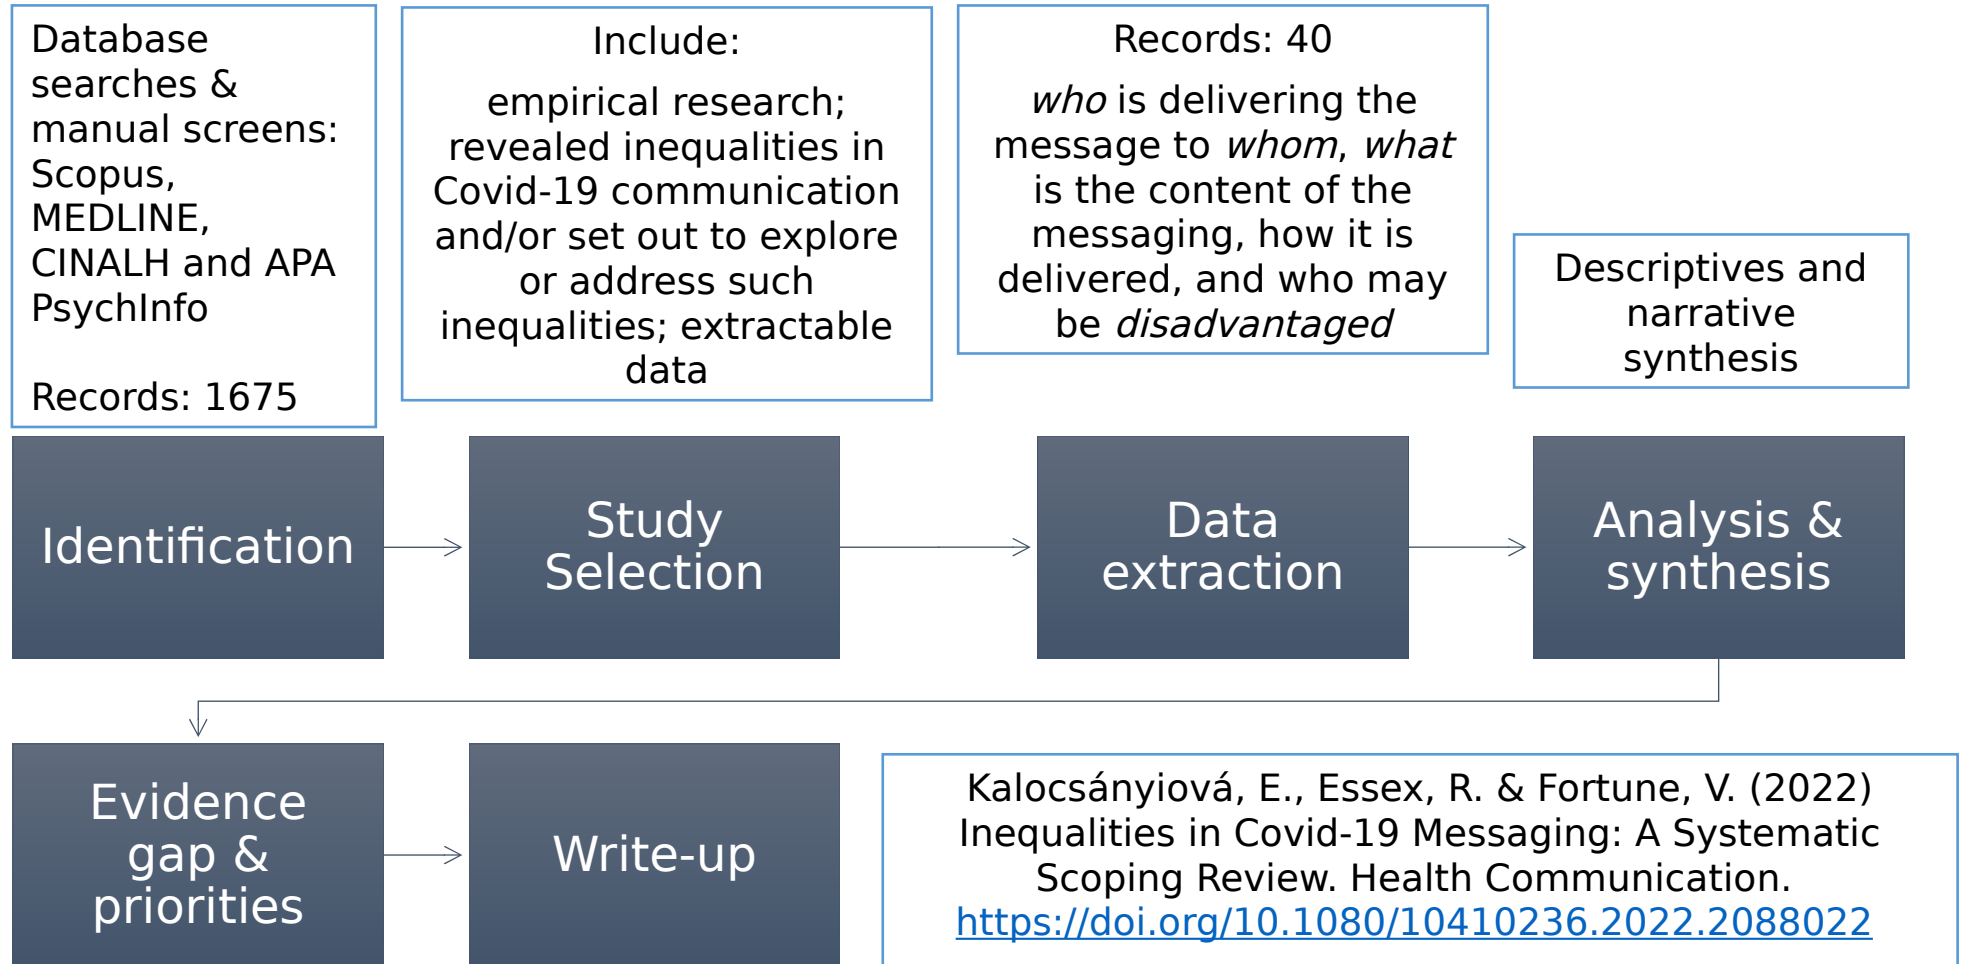 Database
searches &
manual screens:
Scopus,
MEDLINE,
CINALH and APA
PsychInfo
Records: 1675
Include:
empirical research;
revealed inequalities in
Covid-19 communication
and/or set out to explore
or address such
inequalities; extractable
data
Records: 40
who is delivering the
message to whom, what
is the content of the
messaging, how it is
delivered, and who may
be disadvantaged
Descriptives and
narrative
synthesis
Identification
Study
Selection
Data
extraction
Analysis &
synthesis
Evidence
gap &
priorities
Write-up
Kalocsányiová, E., Essex, R. & Fortune, V. (2022)
Inequalities in Covid-19 Messaging: A Systematic
Scoping Review. Health Communication.
https://doi.org/10.1080/10410236.2022.2088022